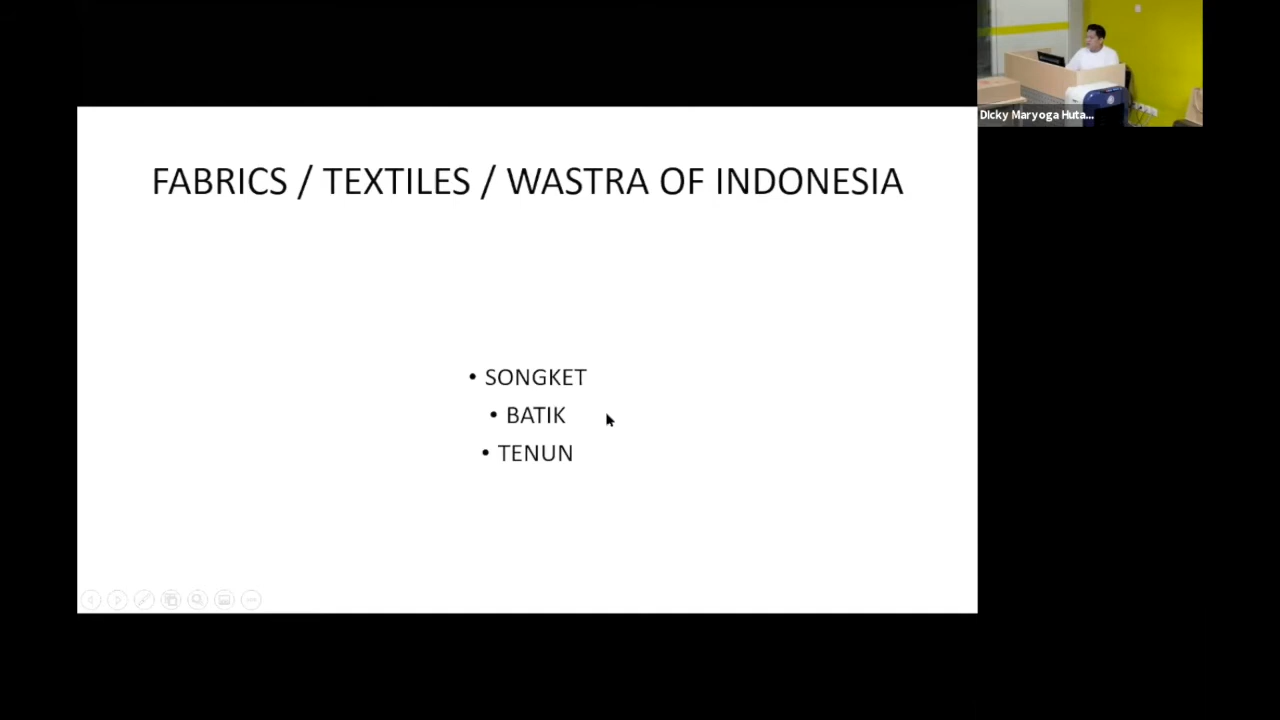 Dicky Maryoga Huta...
FABRICS / TEXTILES / WASTRA OF INDONESIA
• SONGKET
• BATIK
• TENUN